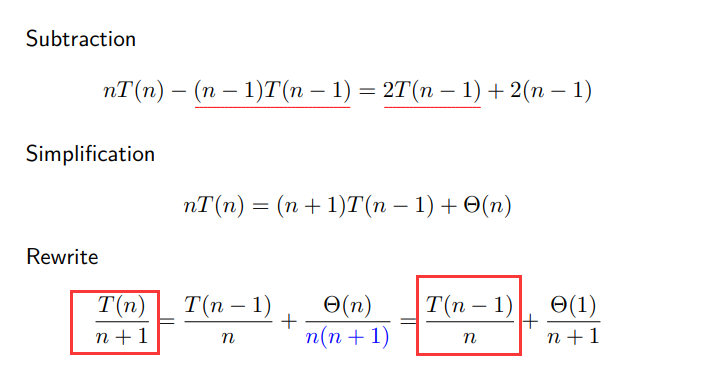 Subtraction
nT(n) − (n − 1)T(n − 1) = 2T(n − 1) + 2(n − 1)
Simplification
nT(n) = (n + 1)T(n − 1) + Θ(n)
Rewrite
T(n)/n + 1 = T(n − 1)/n + Θ(n)/n(n + 1) = T(n − 1)/n + Θ(1)/n + 1